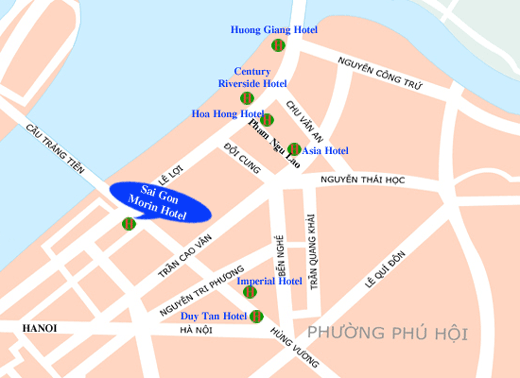 Huong Giang Hotel
NGUYỄN CÔNG TRỨ
Century
Riverside Hotel
CHU VĂN AN
Hoa Hong Hotel
Pham Ngu Lao
CẦU TRÀNG TIỀN
ĐỘI CUNG
Asia Hotel
LÊ LỢI
NGUYỄN THÁI HỌC
Sai Gon
Morin Hotel
TRẦN CAO VÂN
BẾN NGHÉ
TRẦN QUANG KHẢI
LÊ QUÍ ĐÔN
NGUYỄN TRI PHƯƠNG
Imperial Hotel
Duy Tan Hotel
HANOI
HÀ NỘI
HÙNG VƯƠNG
PHƯỜNG PHÚ HỘI